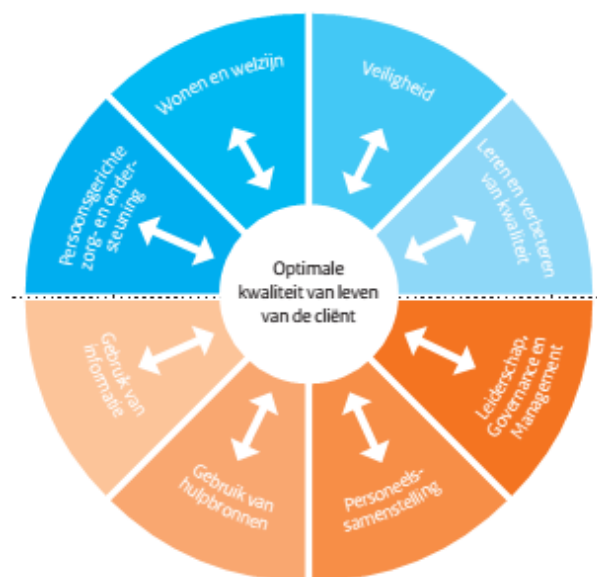 Wonen en welzijn
Veiligheid
Leren en verbeteren
van kwaliteit
Persoonsgerichte
zorg- en onder-
steuning
Optimale
kwaliteit van leven
van de cliënt
Gebruik van
informatie
Leiderschap,
Governance en
Management
Gebruik van
hulpbronnen
Personeels-
samenstelling